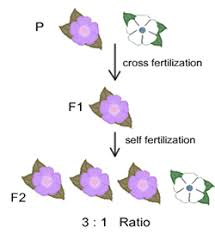 P
cross fertilization
F1
self fertilization
F2
3 : 1 Ratio